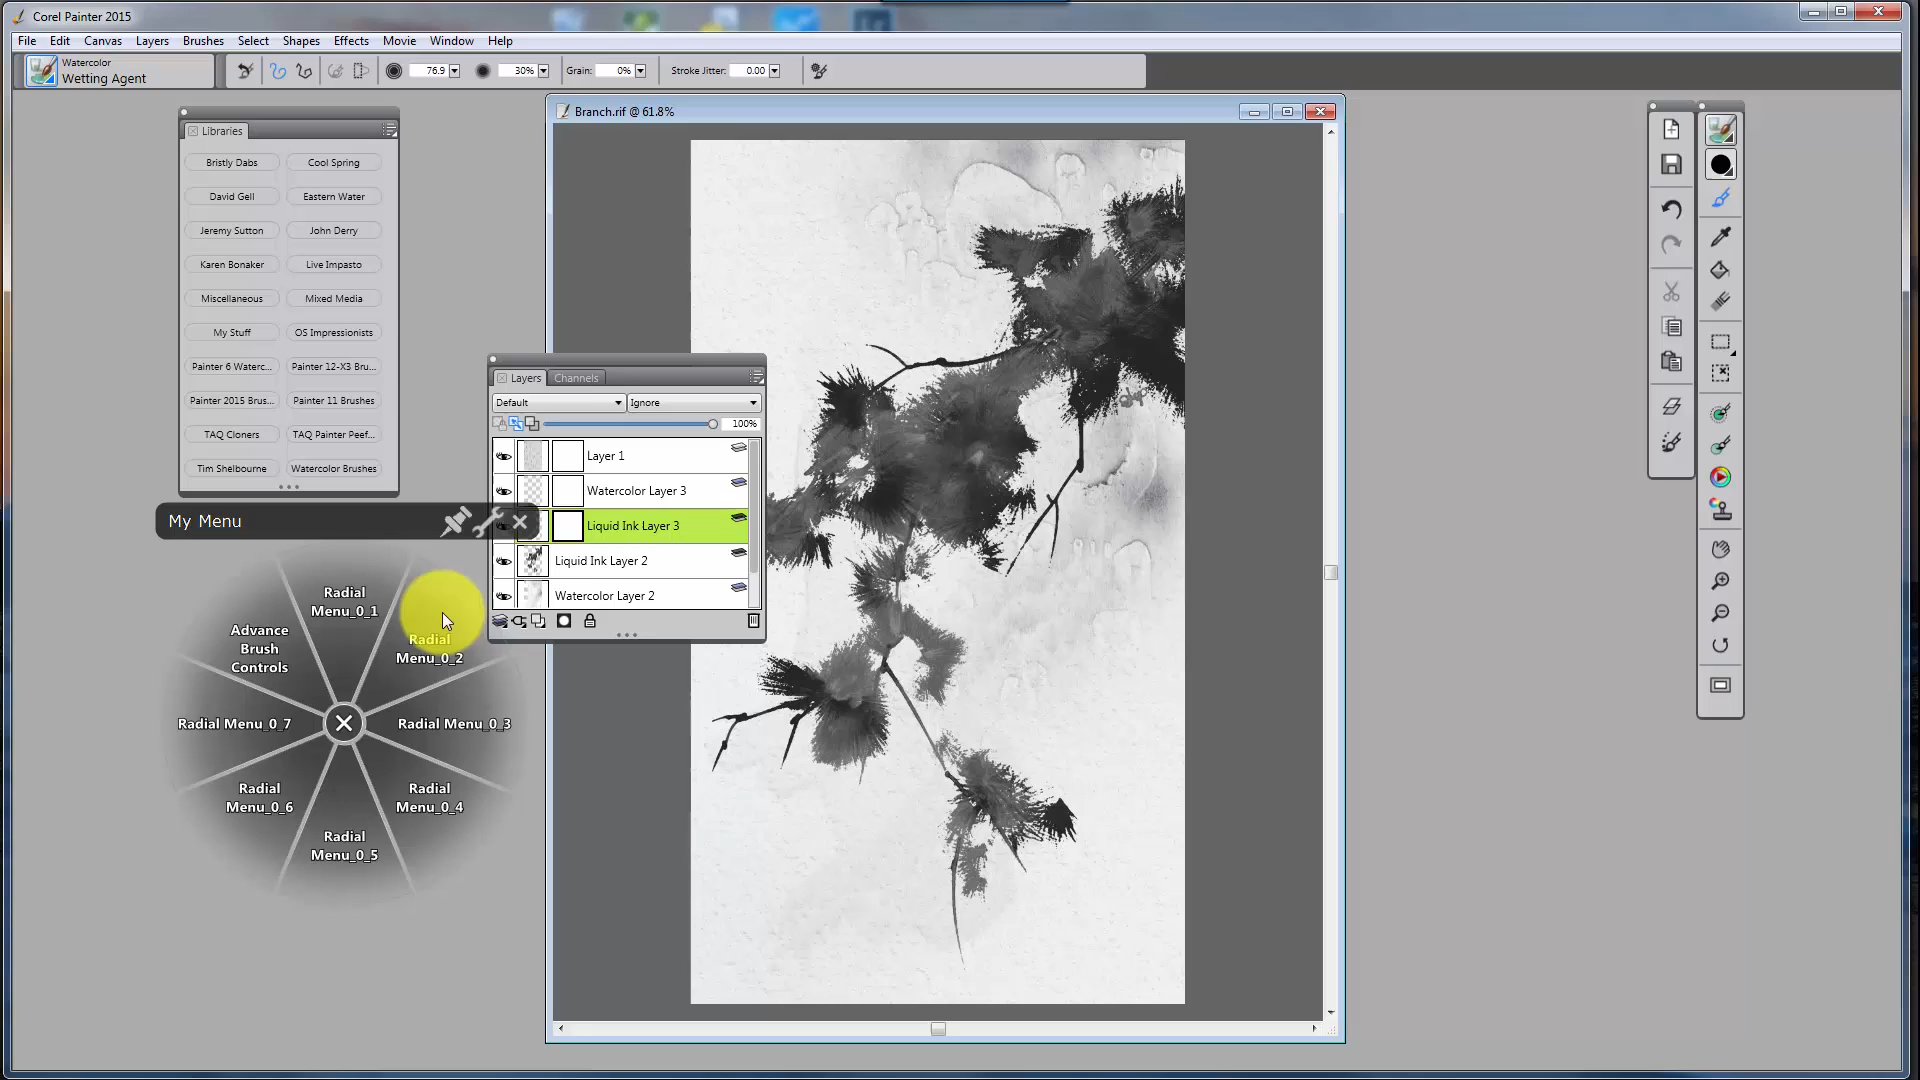 Corel Painter 2015
File Edit Canvas Layers Brushes Select Shapes Effects Movie Window Help
Watercolor
Wetting Agent
76.9 30% Grain: 0% Stroke Jitter: 0.00
Branch.rif @ 61.8%
Libraries
Bristly Dabs Cool Spring
David Gell Eastern Water
Jeremy Sutton John Derry
Karen Bonaker Live Impasto
Miscellaneous Mixed Media
My Stuff OS Impressionists
Painter 6 Waterc... Painter 12-X3 Bru...
Painter 2015 Brus... Painter 11 Brushes
TAQ Cloners TAQ Painter Peef...
Tim Shelbourne Watercolor Brushes
Layers Channels
Default Ignore
100%
Layer 1
Watercolor Layer 3
Liquid Ink Layer 3
Liquid Ink Layer 2
Watercolor Layer 2
My Menu
Radial
Menu_0_1
Radial
Menu_0_2
Radial Menu_0_3
Radial
Menu_0_4
Radial
Menu_0_5
Radial
Menu_0_6
Radial Menu_0_7
Advance
Brush
Controls